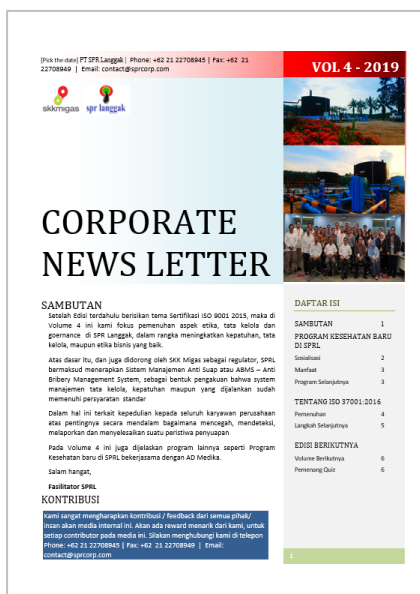 [Pick the date] PT SPR Langgak | Phone: +62 21 22708945 | Fax: +62 21
22708949 | Email: contact@sprcorp.com
VOL 4 - 2019
skkmigas
spr langgak
CORPORATE
NEWS LETTER
SAMBUTAN
Setelah Edisi terdahulu berisikan tema Sertifikasi ISO 9001 2015, maka di
Volume 4 ini kami fokus pemenuhan aspek etika, tata kelola dan
goernance di SPR Langgak, dalam rangka meningkatkan kepatuhan, tata
kelola, maupun etika bisnis yang baik.
Atas dasar itu, dan juga didorong oleh SKK Migas sebagai regulator, SPRL
bermaksud menerapkan Sistem Manajemen Anti Suap atau ABMS – Anti
Bribery Management System, sebagai bentuk pengakuan bahwa system
manajemen tata kelola, kepatuhan maupun yang dijalankan sudah
memenuhi persyaratan standar
Dalam hal ini terkait kepedulian kepada seluruh karyawan perusahaan
atas pentingnya secara mendalam bagaimana mencegah, mendeteksi,
melaporkan dan menyelesaikan suatu peristiwa penyuapan
Pada Volume 4 ini juga dijelaskan program lainnya seperti Program
Kesehatan baru di SPRL bekerjasama dengan AD Medika.
Salam hangat,
Fasilitator SPRL
KONTRIBUSI
Kami sangat mengharapkan kontribusi / feedback dari semua pihak/
insan akan media internal ini. Akan ada reward menarik dari kami, untuk
setiap contributor pada media ini. Silakan menghubungi kami di telepon
Phone: +62 21 22708945 | Fax: +62 21 22708949 | Email:
contact@sprcorp.com
DAFTAR ISI
SAMBUTAN 1
PROGRAM KESEHATAN BARU
DI SPRL
Sosialisasi 2
Manfaat 3
Program Selanjutnya 3
TENTANG ISO 37001:2016
Pemenuhan 4
Langkah Selanjutnya 5
EDISI BERIKUTNYA
Volume Berikutnya 6
Pemenang Quiz 6
1